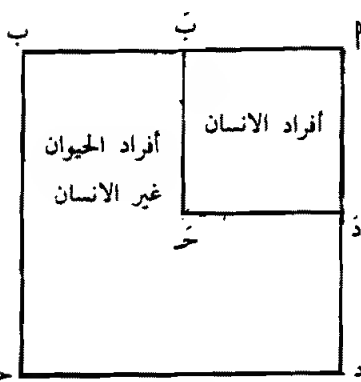 م بَ ب
أفراد الانسان
أفراد الحيوان
غير الانسان
دَ
حَ